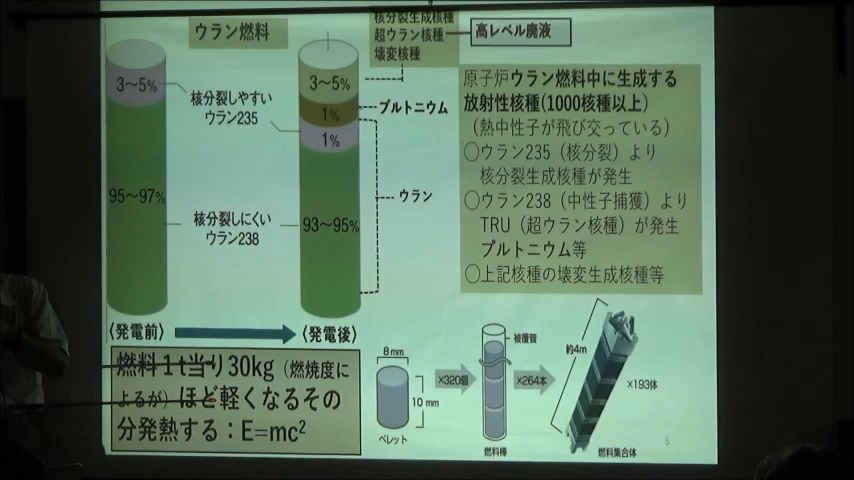 ウラン燃料
核分裂生成核種
超ウラン核種
壊変核種
高レベル廃液
3～5%
核分裂しやすい
ウラン235
95～97%
核分裂しにくい
ウラン238
3～5%
1%
1%
93～95%
プルトニウム
ウラン
〈発電前〉
〈発電後〉
原子炉ウラン燃料中に生成する
放射性核種(1000核種以上)
（熱中性子が飛び交っている）
○ウラン235（核分裂）より
核分裂生成核種が発生
○ウラン238（中性子捕獲）より
TRU（超ウラン核種）が発生
プルトニウム等
○上記核種の壊変生成核種等
燃料１t当り30kg（燃焼度に
よるが）ほど軽くなるその
分発熱する：E=mc²
8mm
10mm
ペレット
×320個
被覆管
燃料棒
×264本
約4m
×193体
燃料集合体
5